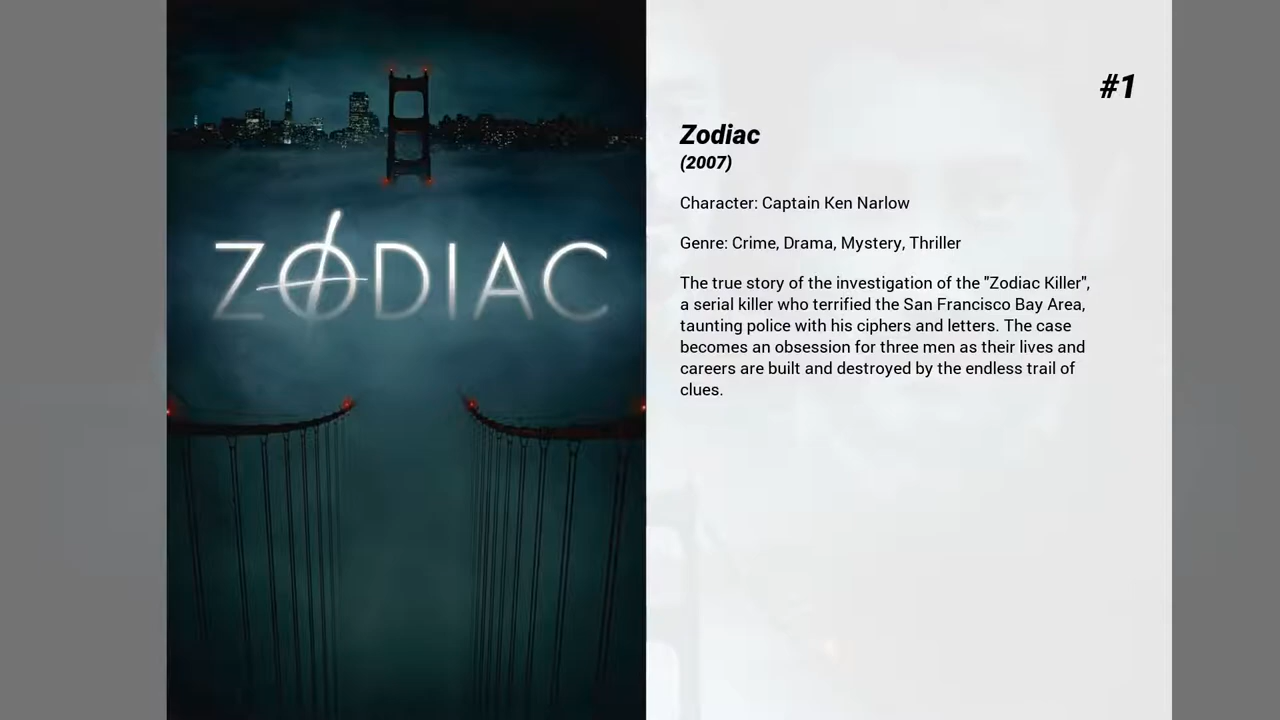 ZODIAC
#1
Zodiac
(2007)
Character: Captain Ken Narlow
Genre: Crime, Drama, Mystery, Thriller
The true story of the investigation of the "Zodiac Killer",
a serial killer who terrified the San Francisco Bay Area,
taunting police with his ciphers and letters. The case
becomes an obsession for three men as their lives and
careers are built and destroyed by the endless trail of
clues.